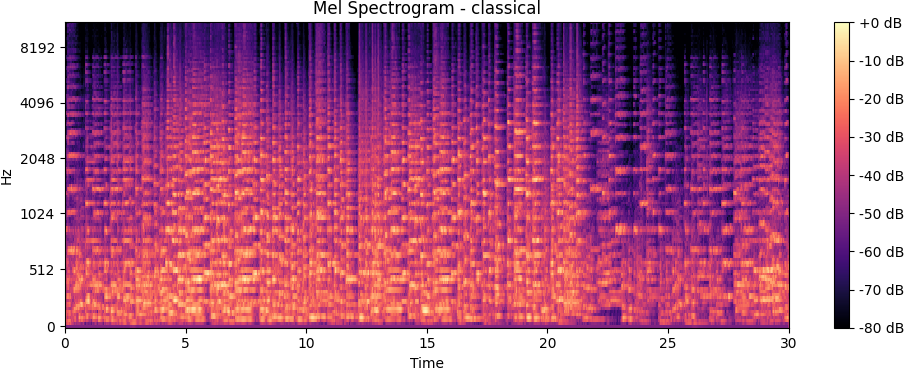 Mel Spectrogram - classical
Hz
8192
4096
2048
1024
512
0
0 5 10 15 20 25 30
Time
+0 dB
-10 dB
-20 dB
-30 dB
-40 dB
-50 dB
-60 dB
-70 dB
-80 dB